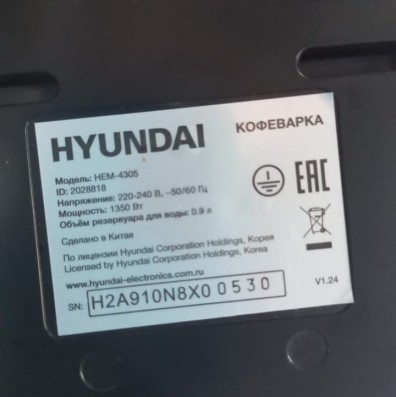 HYUNDAI
КОФЕВАРКА
Модель: HEM-4305
ID: 2028818
Напряжение: 220-240 В, ~50/60 Гц
Мощность: 1350 Вт
Объём резервуара для воды: 0.9 л
Сделано в Китае
EAC
По лицензии Hyundai Corporation Holdings, Корея
Licensed by Hyundai Corporation Holdings, Korea
www.hyundai-electronics.com.ru
SN: H2A910N8X00530
V1.24